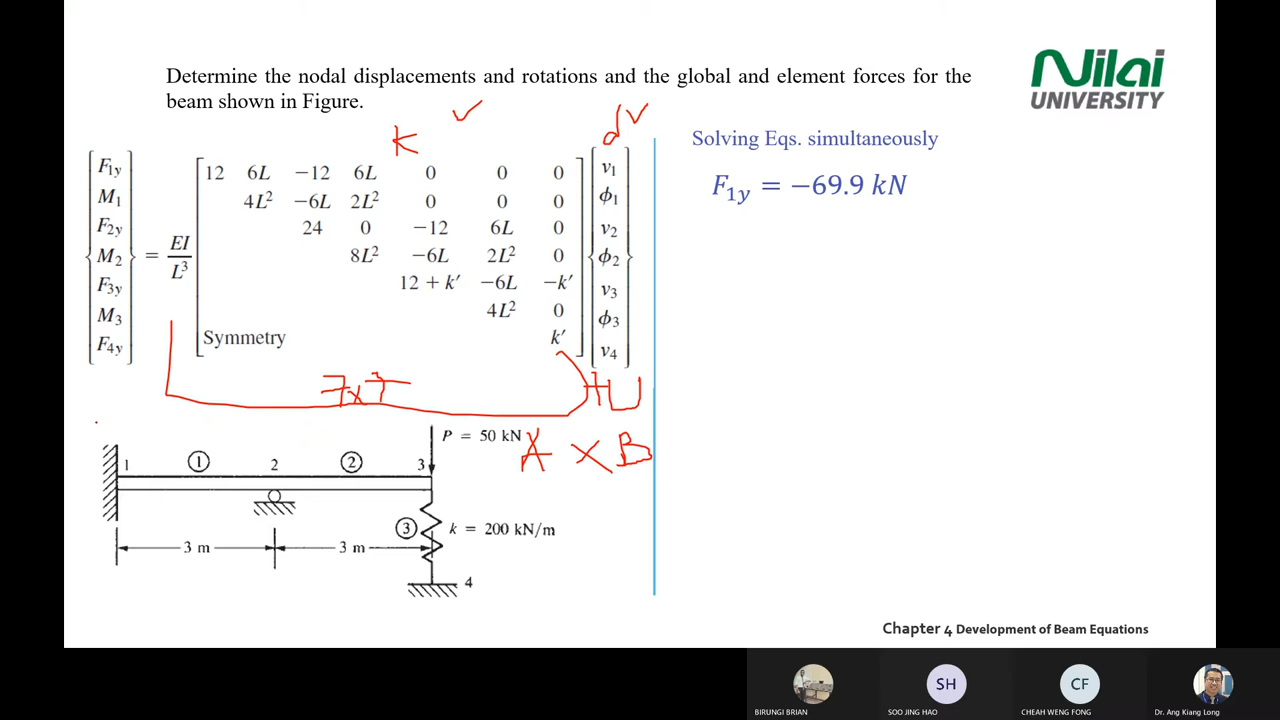 Determine the nodal displacements and rotations and the global and element forces for the
beam shown in Figure.
Nilai
UNIVERSITY
k
dv
F1y
M1
F2y
M2
F3y
M3
F4y
= EI
L³
12 6L −12 6L 0 0 0
4L² −6L 2L² 0 0 0
24 0 −12 6L 0
8L² −6L 2L² 0
12 + k′ −6L −k′
4L² 0
Symmetry k′
v1
ϕ1
v2
ϕ2
v3
ϕ3
v4
7x7
A x B
P = 50 kN
1 ① 2 ② 3
③ k = 200 kN/m
3 m 3 m
4
Solving Eqs. simultaneously
F1y = −69.9 kN
Chapter 4 Development of Beam Equations
BIRUNGI BRIAN
SH
SOO JING HAO
CF
CHEAH WENG FONG
Dr. Ang Kiang Long